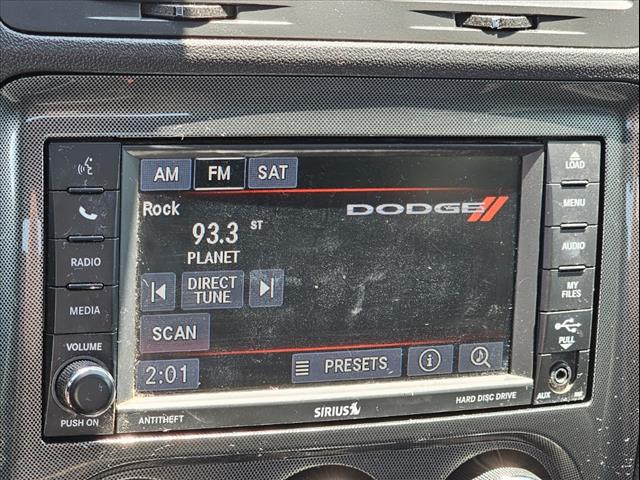 AM FM SAT
Rock
DODGE
93.3 ST
PLANET
DIRECT
TUNE
SCAN
2:01
PRESETS
RADIO
MEDIA
VOLUME
PUSH ON
ANTITHEFT
SIRIUS
HARD DISC DRIVE
LOAD
MENU
AUDIO
MY
FILES
PULL
AUX